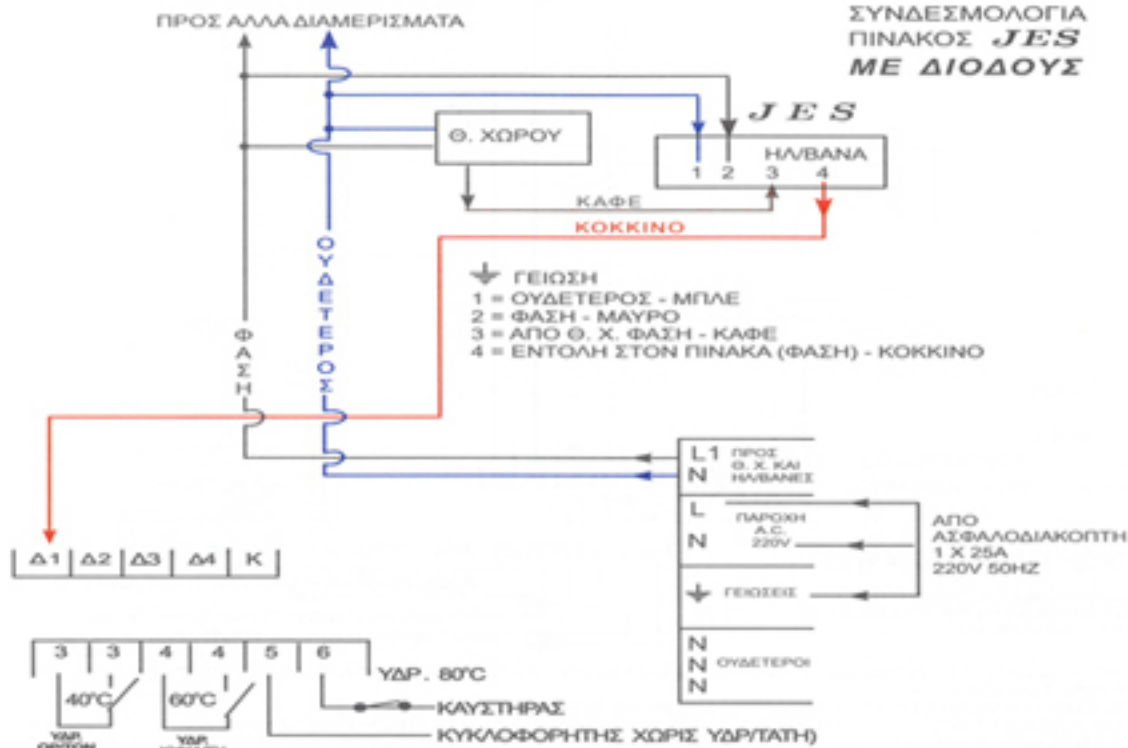 ΠΡΟΣ ΑΛΛΑ ΔΙΑΜΕΡΙΣΜΑΤΑ
ΣΥΝΔΕΣΜΟΛΟΓΙΑ
ΠΙΝΑΚΟΣ JES
ΜΕ ΔΙΟΔΟΥΣ
JES
Θ. ΧΩΡΟΥ
ΗΛ/ΒΑΝΑ
1 2 3 4
ΚΑΦΕ
ΚΟΚΚΙΝΟ
ΟΥΔΕΤΕΡΟΣ
ΦΑΣΗ
ΓΕΙΩΣΗ
1 = ΟΥΔΕΤΕΡΟΣ - ΜΠΛΕ
2 = ΦΑΣΗ - ΜΑΥΡΟ
3 = ΑΠΟ Θ. Χ. ΦΑΣΗ - ΚΑΦΕ
4 = ΕΝΤΟΛΗ ΣΤΟΝ ΠΙΝΑΚΑ (ΦΑΣΗ) - ΚΟΚΚΙΝΟ
L1 ΠΡΟΣ
Θ. Χ. ΚΑΙ
N ΗΛ/ΒΑΝΕΣ
L ΠΑΡΟΧΗ
A.C.
N 220V
ΑΠΟ
ΑΣΦΑΛΟΔΙΑΚΟΠΤΗ
1 X 25A
220V 50HZ
ΓΕΙΩΣΕΙΣ
N
N ΟΥΔΕΤΕΡΟΙ
N
Δ1 Δ2 Δ3 Δ4 Κ
3 3 4 4 5 6
ΥΔΡ. 80°C
40°C 60°C
ΚΑΥΣΤΗΡΑΣ
ΚΥΚΛΟΦΟΡΗΤΗΣ ΧΩΡΙΣ ΥΔΡ/ΤΑΤΗ)
ΥΔΡ. ΥΔΡ.